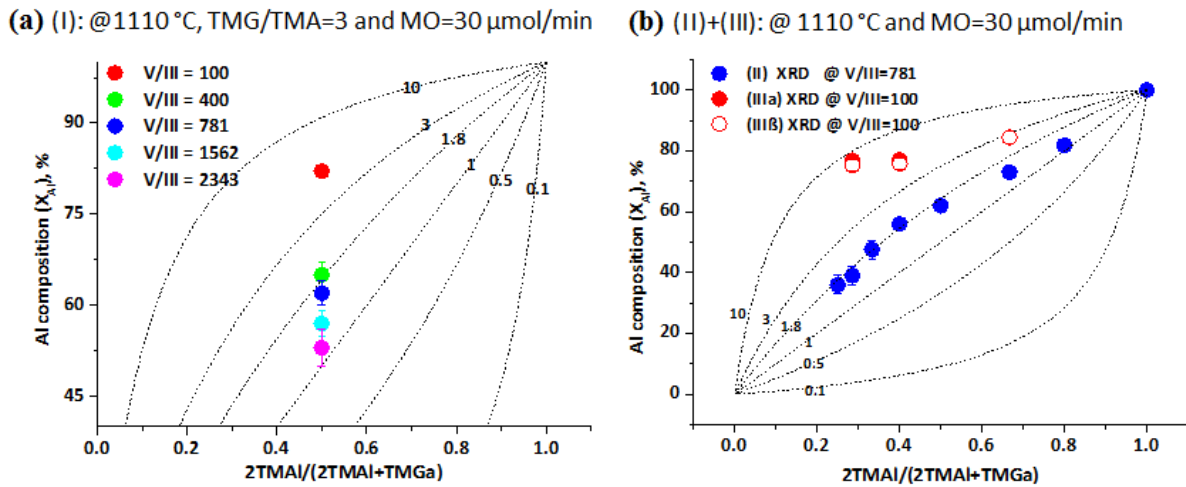 (a) (I): @1110 °C, TMG/TMA=3 and MO=30 µmol/min
V/III = 100
V/III = 400
V/III = 781
V/III = 1562
V/III = 2343
10
3
1.8
1
0.5
0.1
90
75
60
45
Al composition (X_Al), %
0.0 0.2 0.4 0.6 0.8 1.0
2TMAl/(2TMAl+TMGa)
(b) (II)+(III): @ 1110 °C and MO=30 µmol/min
(II) XRD @ V/III=781
(IIIa) XRD @ V/III=100
(IIIß) XRD @ V/III=100
100
80
60
40
20
0
Al composition (X_Al), %
10
3
1.8
1
0.5
0.1
0.0 0.2 0.4 0.6 0.8 1.0
2TMAl/(2TMAl+TMGa)